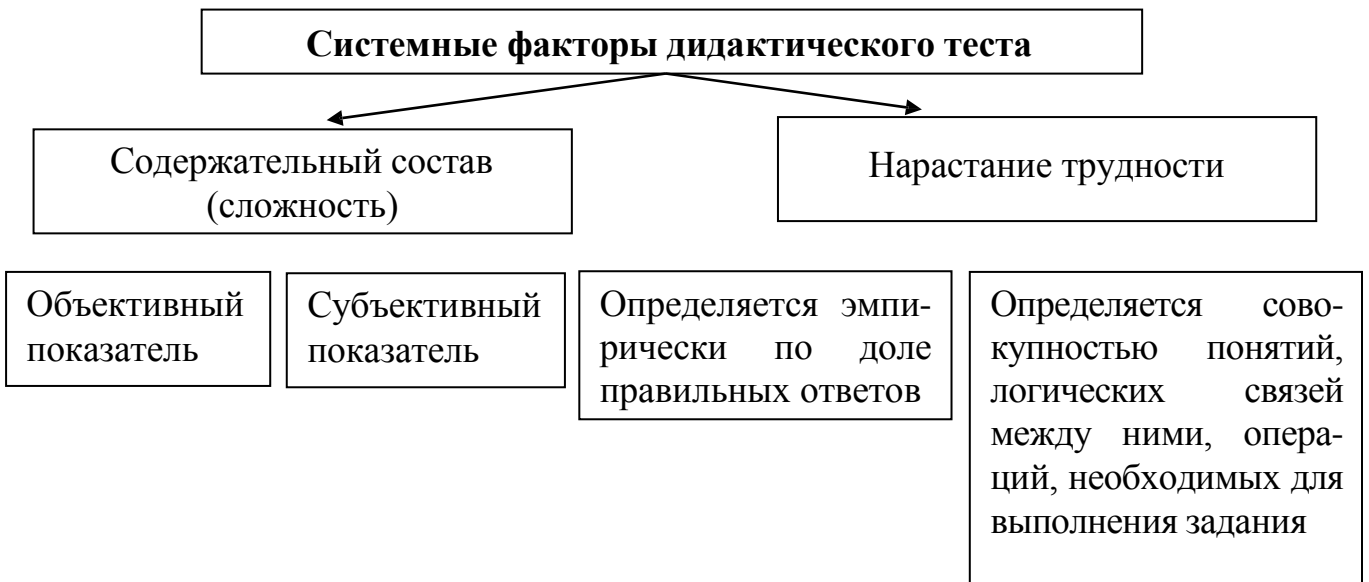 Системные факторы дидактического теста
Содержательный состав
(сложность)
Нарастание трудности
Объективный
показатель
Субъективный
показатель
Определяется эмпи-
рически по доле
правильных ответов
Определяется сово-
купностью понятий,
логических связей
между ними, опера-
ций, необходимых для
выполнения задания